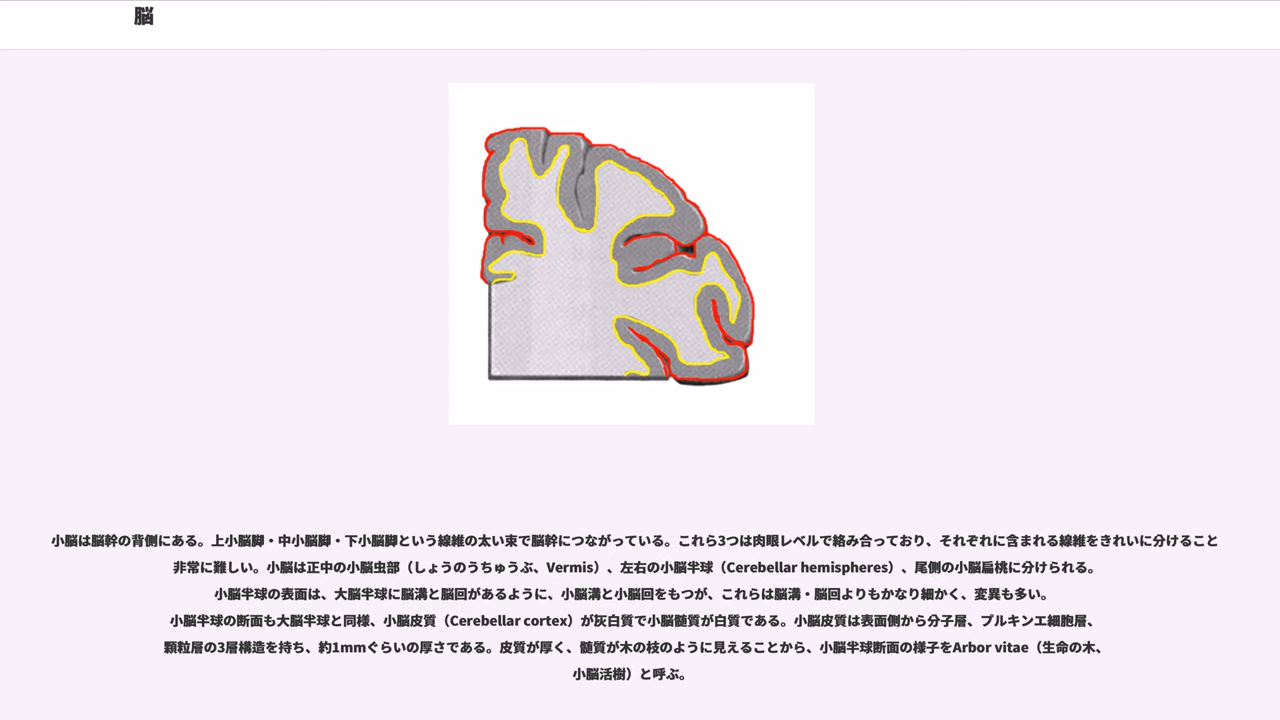 脳
小脳は脳幹の背側にある。上小脳脚・中小脳脚・下小脳脚という線維の太い束で脳幹につながっている。これら3つは肉眼レベルで絡み合っており、それぞれに含まれる線維をきれいに分けること
非常に難しい。小脳は正中の小脳虫部（しょうのうちゅうぶ、Vermis）、左右の小脳半球（Cerebellar hemispheres）、尾側の小脳扁桃に分けられる。
小脳半球の表面は、大脳半球に脳溝と脳回があるように、小脳溝と小脳回をもつが、これらは脳溝・脳回よりもかなり細かく、変異も多い。
小脳半球の断面も大脳半球と同様、小脳皮質（Cerebellar cortex）が灰白質で小脳髄質が白質である。小脳皮質は表面側から分子層、プルキンエ細胞層、
顆粒層の3層構造を持ち、約1mmぐらいの厚さである。皮質が厚く、髄質が木の枝のように見えることから、小脳半球断面の様子をArbor vitae（生命の木、
小脳活樹）と呼ぶ。